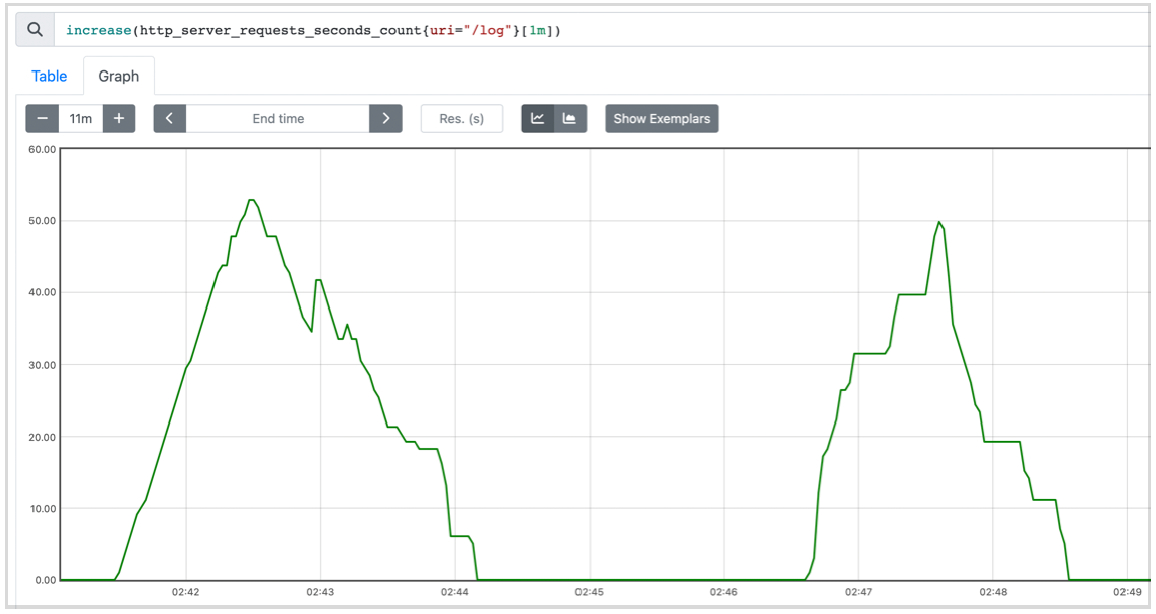 increase(http_server_requests_seconds_count{uri="/log"}[1m])
Table Graph
− 11m + < End time > Res. (s) Show Exemplars
60.00
50.00
40.00
30.00
20.00
10.00
0.00
02:42 02:43 02:44 02:45 02:46 02:47 02:48 02:49